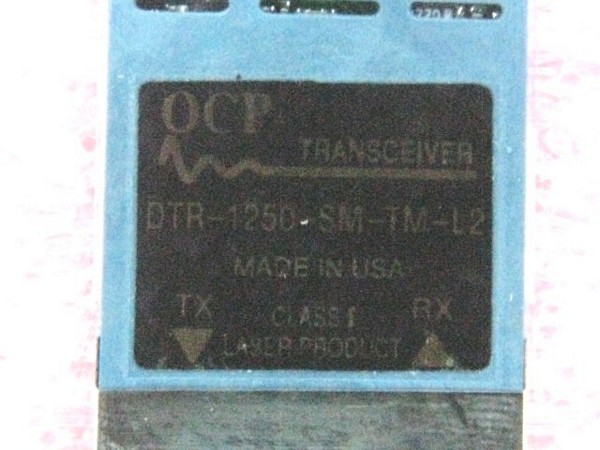 OCP
TRANSCEIVER
DTR-1250-SM-TM-L2
MADE IN USA
TX
CLASS 1
RX
LASER PRODUCT